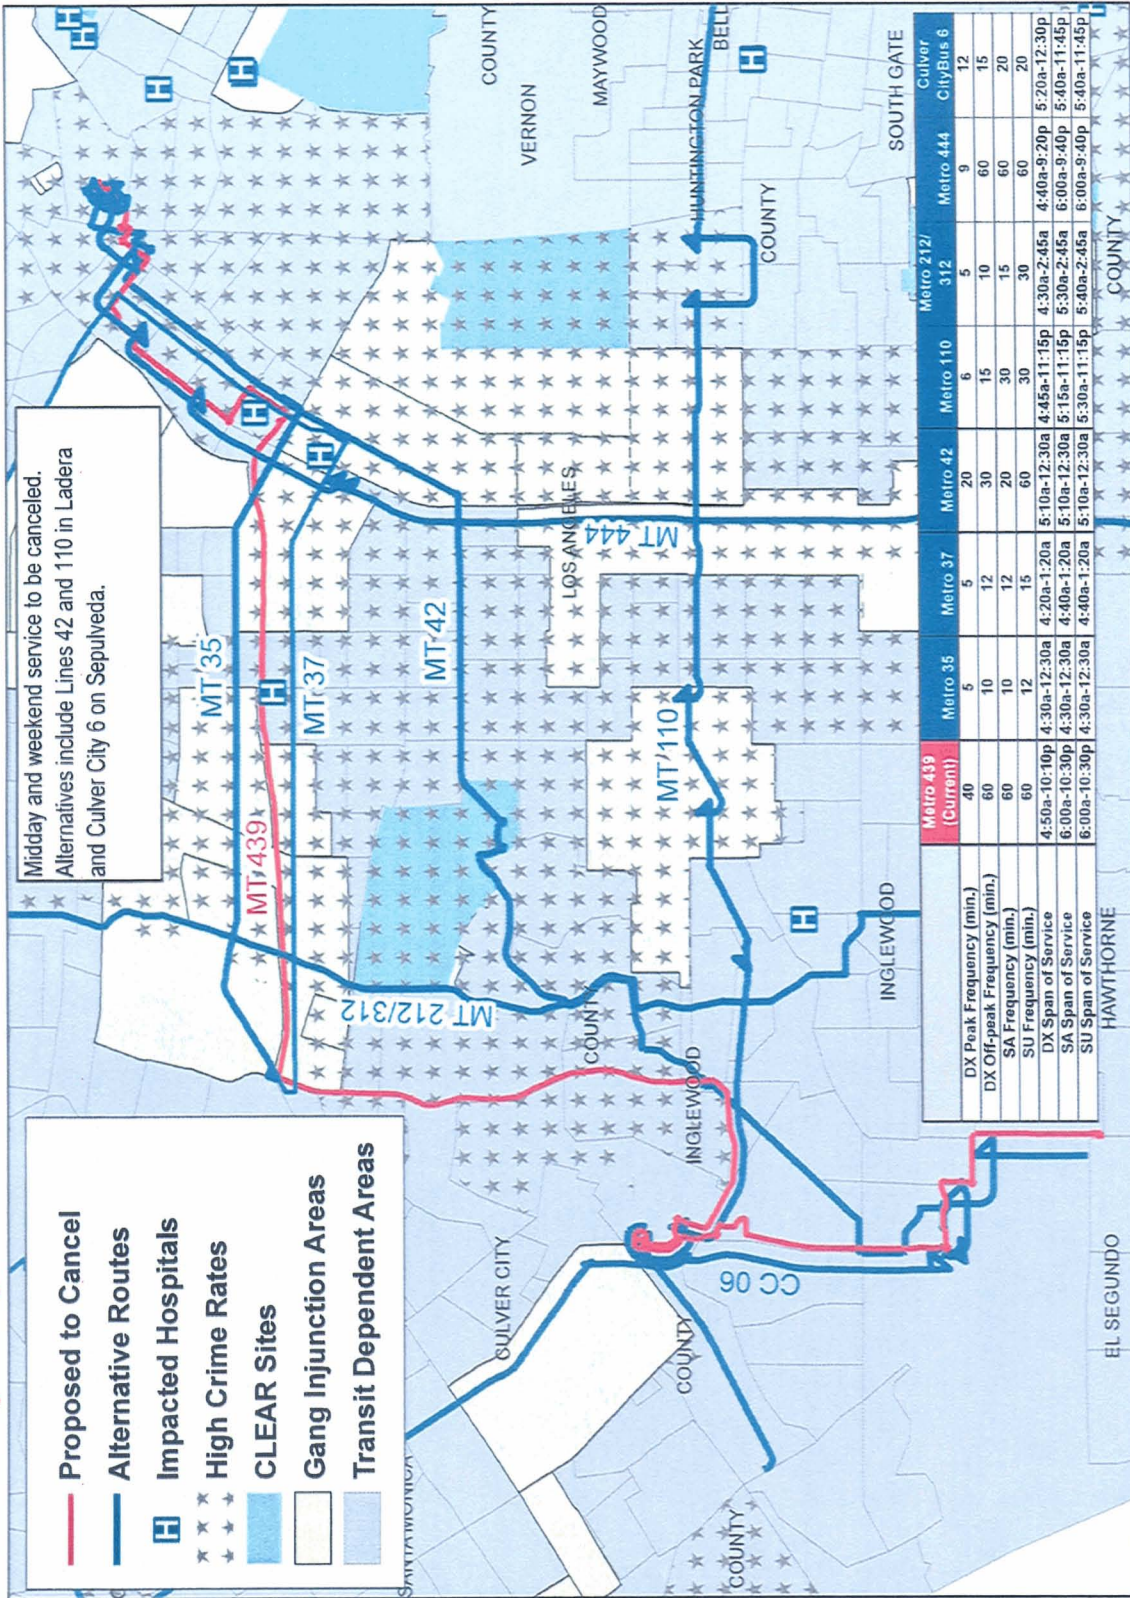 Midday and weekend service to be canceled.
Alternatives include Lines 42 and 110 in Ladera
and Culver City 6 on Sepulveda.
Proposed to Cancel
Alternative Routes
H Impacted Hospitals
High Crime Rates
CLEAR Sites
Gang Injunction Areas
Transit Dependent Areas
MT 35
MT 439
MT 37
MT 42
MT 212/312
MT 444
MT 110
CC 06
COUNTY
VERNON
MAYWOOD
HUNTINGTON PARK
BELL
COUNTY
SOUTH GATE
LOS ANGELES
COUNTY
INGLEWOOD
INGLEWOOD
CULVER CITY
COUNTY
SANTA MONICA
COUNTY
EL SEGUNDO
HAWTHORNE
COUNTY
H
H
H
H
H
H
H
H
H
Metro 439 (Current) Metro 35 Metro 37 Metro 42 Metro 110 Metro 212/ 312 Metro 444 Culver CityBus 6
DX Peak Frequency (min.) 40 5 5 20 6 5 9 12
DX Off-peak Frequency (min.) 60 10 12 30 15 10 60 15
SA Frequency (min.) 60 10 12 20 30 15 60 20
SU Frequency (min.) 60 12 15 60 30 30 60 20
DX Span of Service 4:50a-10:10p 4:30a-12:30a 4:20a-1:20a 5:10a-12:30a 4:45a-11:15p 4:30a-2:45a 4:40a-9:20p 5:20a-12:30p
SA Span of Service 6:00a-10:30p 4:30a-12:30a 4:40a-1:20a 5:10a-12:30a 5:15a-11:15p 5:30a-2:45a 6:00a-9:40p 5:40a-11:45p
SU Span of Service 6:00a-10:30p 4:30a-12:30a 4:40a-1:20a 5:10a-12:30a 5:30a-11:15p 5:40a-2:45a 6:00a-9:40p 5:40a-11:45p